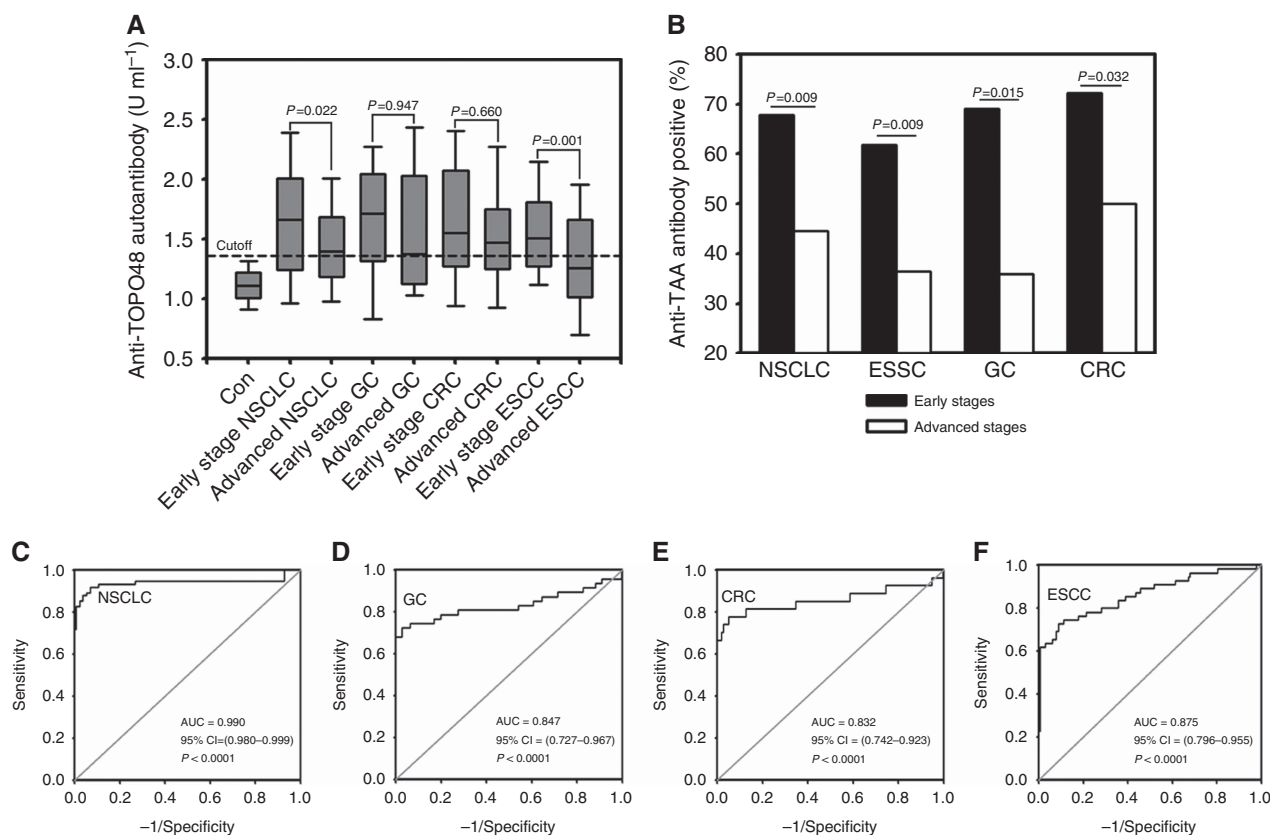 A
Anti-TOPO48 autoantibody (U ml⁻¹)
3.0
2.5
2.0
1.5
1.0
0.5
Cutoff
P=0.022
P=0.947
P=0.660
P=0.001
Con
Early stage NSCLC
Advanced NSCLC
Early stage GC
Advanced GC
Early stage CRC
Advanced CRC
Early stage ESCC
Advanced ESCC
B
Anti-TAA antibody positive (%)
80
70
60
50
40
30
20
P=0.009
P=0.009
P=0.015
P=0.032
NSCLC
ESSC
GC
CRC
Early stages
Advanced stages
C
Sensitivity
1.0
0.8
0.6
0.4
0.2
0.0
NSCLC
AUC = 0.990
95% CI=(0.980–0.999)
P < 0.0001
0.0 0.2 0.4 0.6 0.8 1.0
–1/Specificity
D
Sensitivity
1.0
0.8
0.6
0.4
0.2
0.0
GC
AUC = 0.847
95% CI = (0.727–0.967)
P < 0.0001
0.0 0.2 0.4 0.6 0.8 1.0
–1/Specificity
E
Sensitivity
1.0
0.8
0.6
0.4
0.2
0.0
CRC
AUC = 0.832
95% CI = (0.742–0.923)
P < 0.0001
0.0 0.2 0.4 0.6 0.8 1.0
–1/Specificity
F
Sensitivity
1.0
0.8
0.6
0.4
0.2
0.0
ESCC
AUC = 0.875
95% CI = (0.796–0.955)
P < 0.0001
0.0 0.2 0.4 0.6 0.8 1.0
–1/Specificity